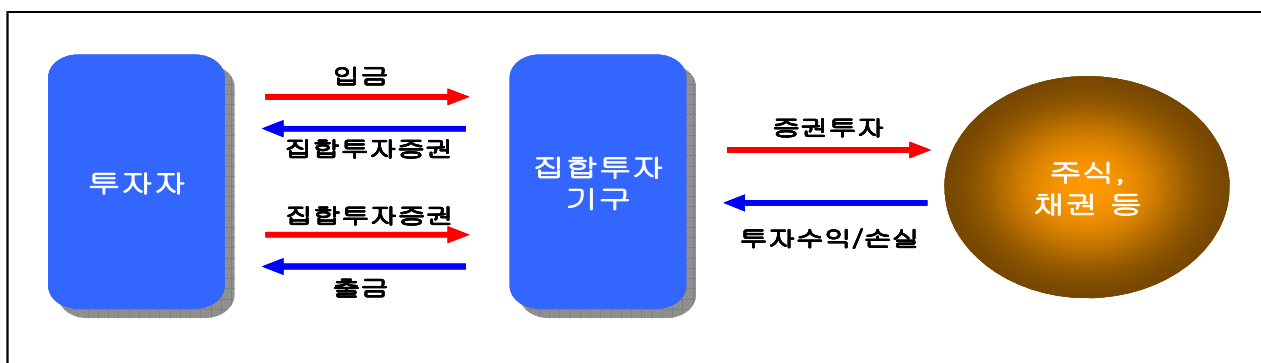 투자자
입금
집합투자증권
집합투자증권
출금
집합투자
기구
증권투자
투자수익/손실
주식,
채권 등